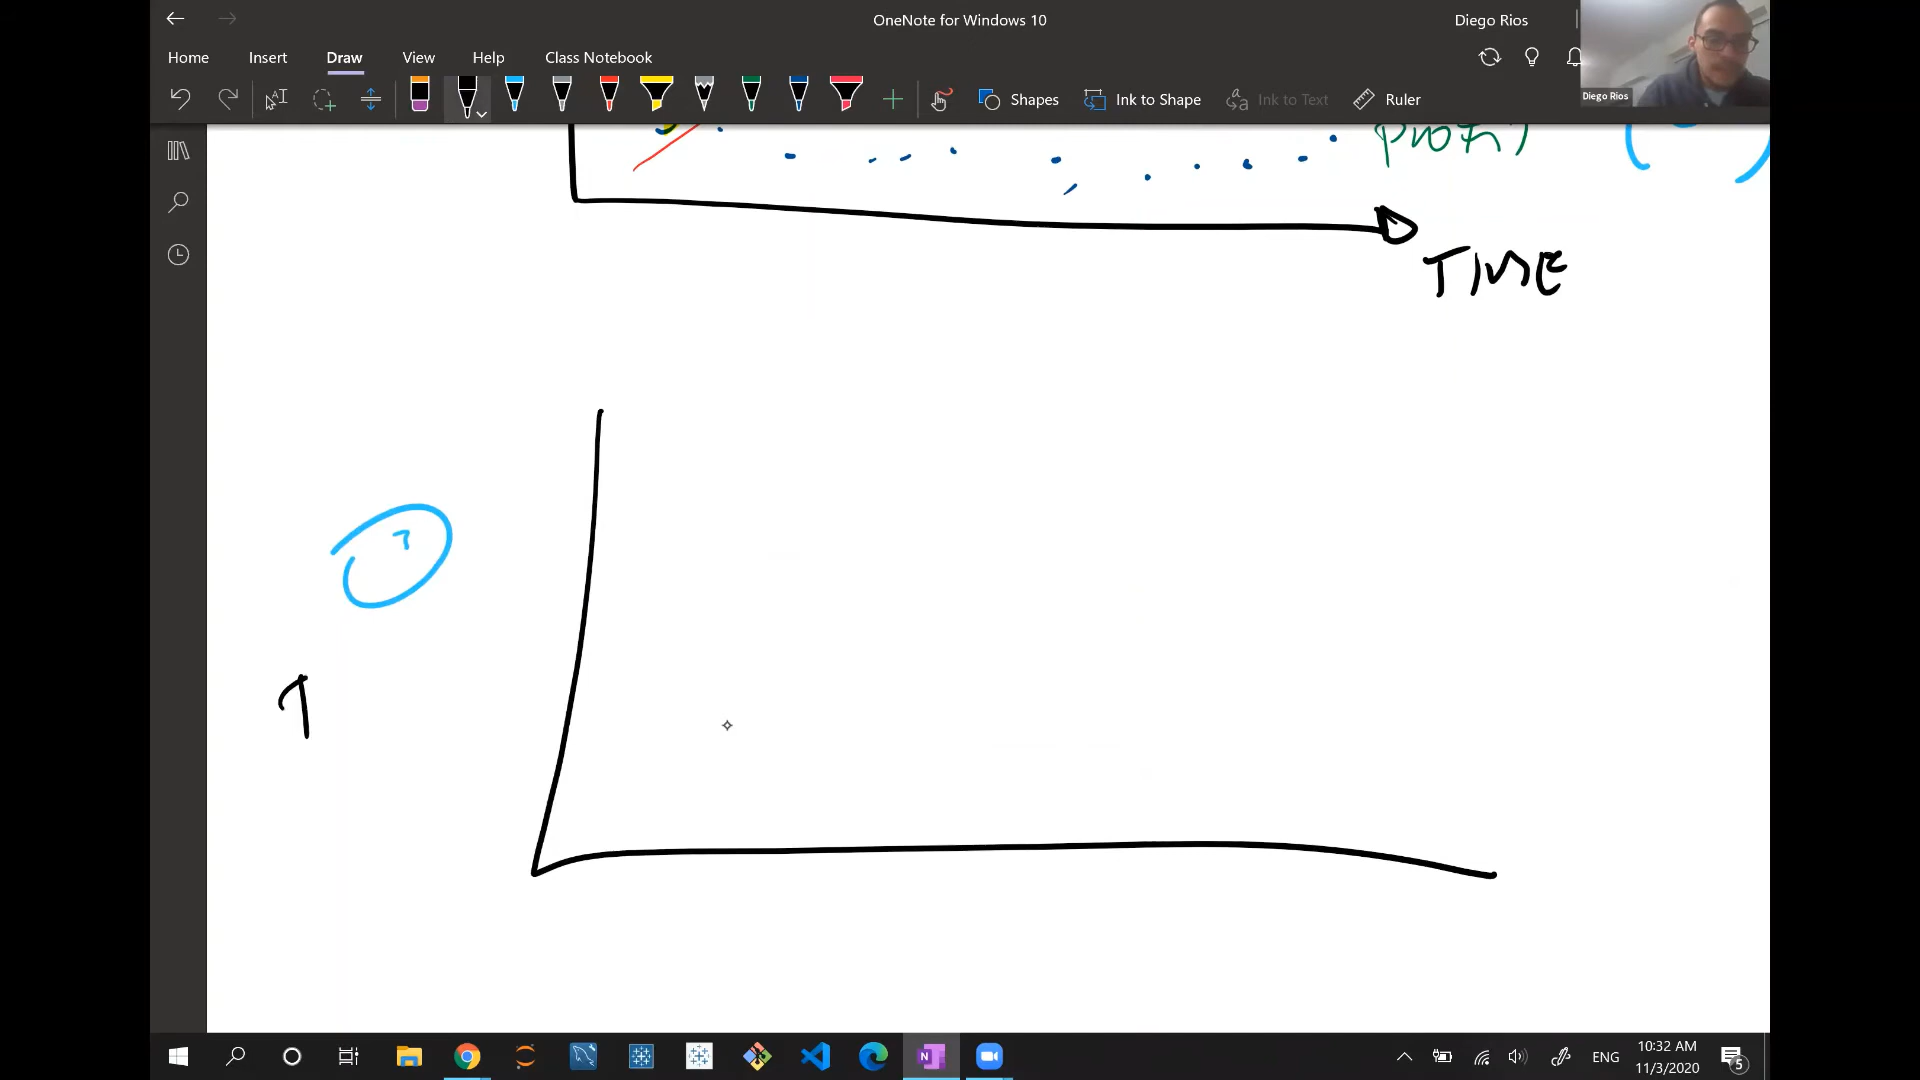 OneNote for Windows 10
Diego Rios
Home Insert Draw View Help Class Notebook
Shapes Ink to Shape Ink to Text Ruler
Diego Rios
TIME
ENG
10:32 AM
11/3/2020
5